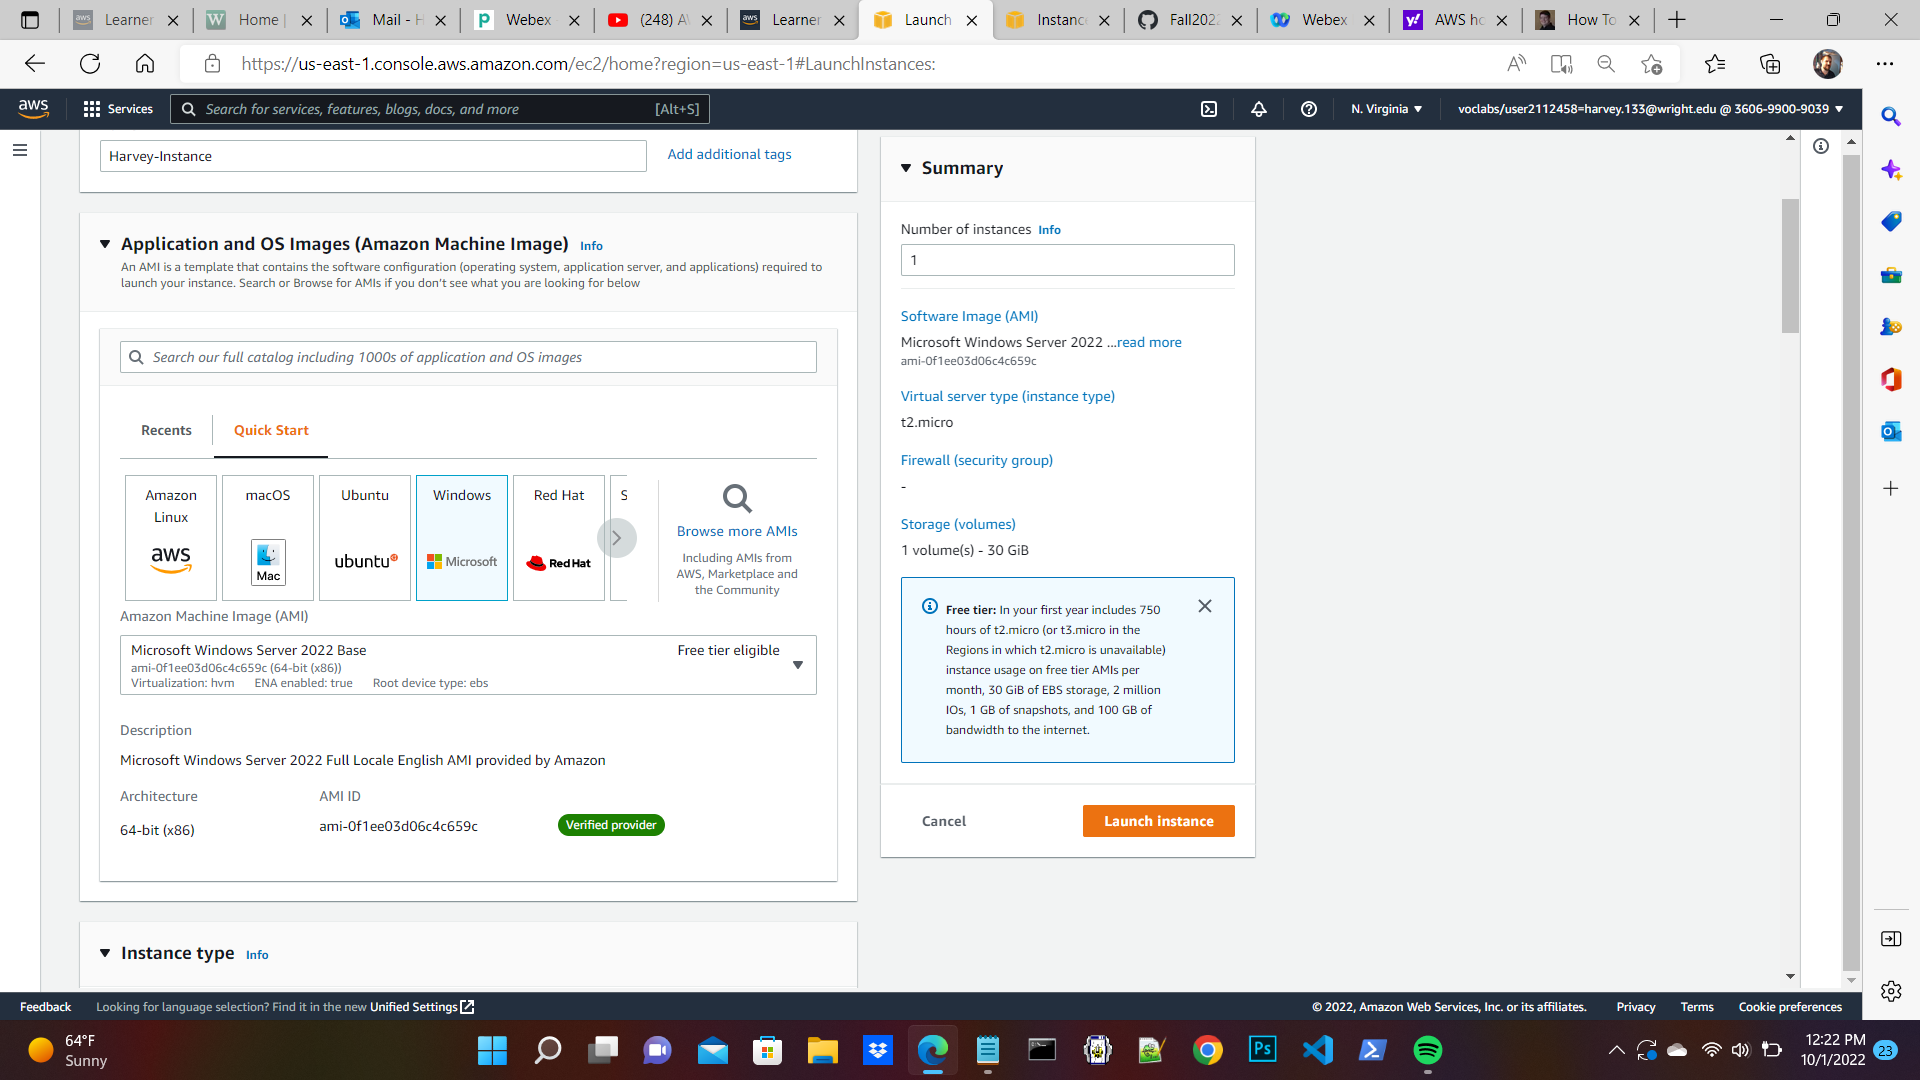 Learner
Home |
Mail - H
Webex
(248) AV
Learner
Launch
Instance
Fall2022
Webex
AWS ho
How To
https://us-east-1.console.aws.amazon.com/ec2/home?region=us-east-1#LaunchInstances:
aws
Services
Search for services, features, blogs, docs, and more
[Alt+S]
N. Virginia
voclabs/user2112458=harvey.133@wright.edu @ 3606-9900-9039
Harvey-Instance
Add additional tags
Application and OS Images (Amazon Machine Image) Info
An AMI is a template that contains the software configuration (operating system, application server, and applications) required to
launch your instance. Search or Browse for AMIs if you don't see what you are looking for below
Search our full catalog including 1000s of application and OS images
Recents
Quick Start
Amazon
Linux
aws
macOS
Mac
Ubuntu
ubuntu
Windows
Microsoft
Red Hat
Red Hat
S
Browse more AMIs
Including AMIs from
AWS, Marketplace and
the Community
Amazon Machine Image (AMI)
Microsoft Windows Server 2022 Base
Free tier eligible
ami-0f1ee03d06c4c659c (64-bit (x86))
Virtualization: hvm ENA enabled: true Root device type: ebs
Description
Microsoft Windows Server 2022 Full Locale English AMI provided by Amazon
Architecture
AMI ID
64-bit (x86)
ami-0f1ee03d06c4c659c
Verified provider
Instance type Info
Summary
Number of instances Info
1
Software Image (AMI)
Microsoft Windows Server 2022 ...read more
ami-0f1ee03d06c4c659c
Virtual server type (instance type)
t2.micro
Firewall (security group)
-
Storage (volumes)
1 volume(s) - 30 GiB
Free tier: In your first year includes 750
hours of t2.micro (or t3.micro in the
Regions in which t2.micro is unavailable)
instance usage on free tier AMIs per
month, 30 GiB of EBS storage, 2 million
IOs, 1 GB of snapshots, and 100 GB of
bandwidth to the internet.
Cancel
Launch instance
Feedback
Looking for language selection? Find it in the new Unified Settings
© 2022, Amazon Web Services, Inc. or its affiliates.
Privacy
Terms
Cookie preferences
64°F
Sunny
Ps
12:22 PM
10/1/2022
23